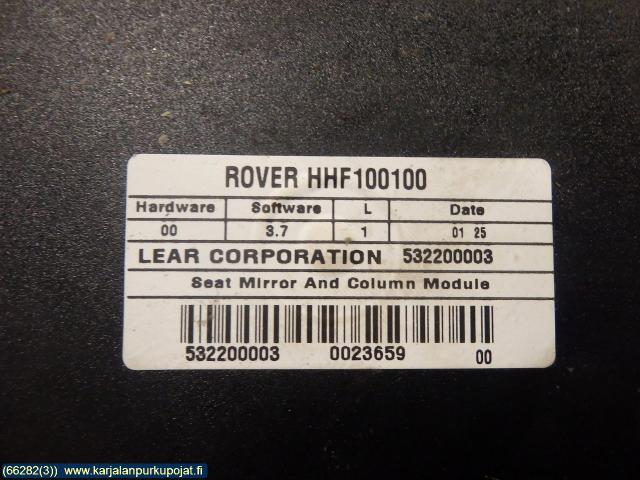 ROVER HHF100100
Hardware Software L Date
00 3.7 1 01 25
LEAR CORPORATION 532200003
Seat Mirror And Column Module
532200003 0023659 00
(66282(3)) www.karjalanpurkupojat.fi